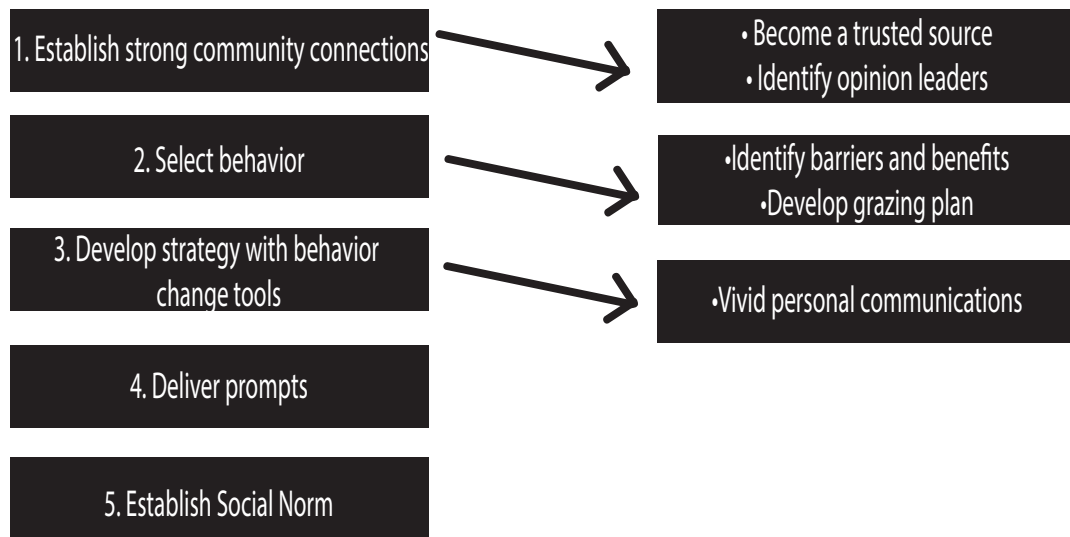 1. Establish strong community connections
• Become a trusted source
• Identify opinion leaders
2. Select behavior
•Identify barriers and benefits
•Develop grazing plan
3. Develop strategy with behavior
change tools
•Vivid personal communications
4. Deliver prompts
5. Establish Social Norm